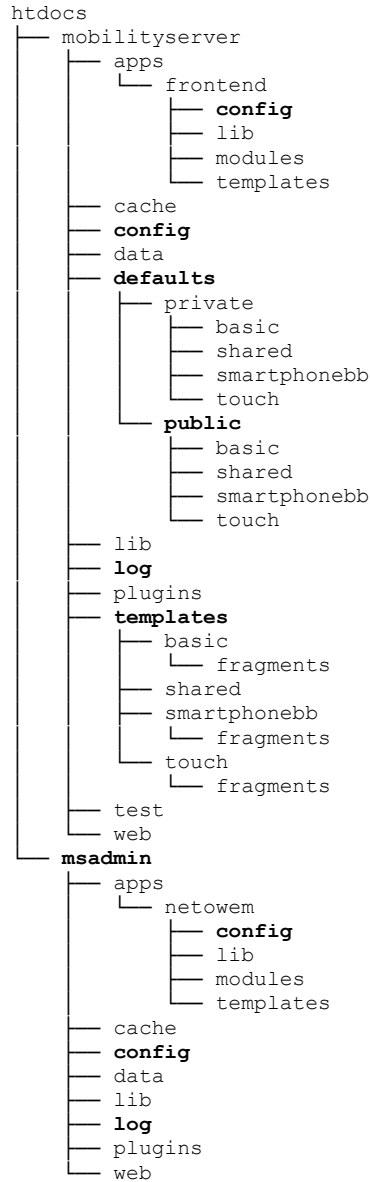 htdocs
mobilityserver
apps
frontend
config
lib
modules
templates
cache
config
data
defaults
private
basic
shared
smartphonebb
touch
public
basic
shared
smartphonebb
touch
lib
log
plugins
templates
basic
fragments
shared
smartphonebb
fragments
touch
fragments
test
web
msadmin
apps
netowem
config
lib
modules
templates
cache
config
data
lib
log
plugins
web